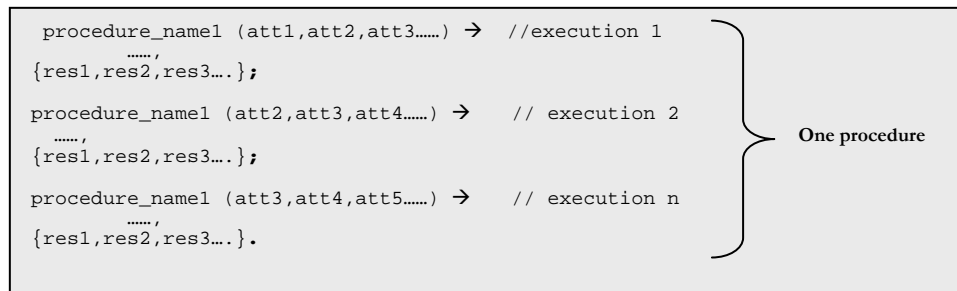 procedure_name1 (att1,att2,att3……) → //execution 1
……,
{res1,res2,res3….};
procedure_name1 (att2,att3,att4……) → // execution 2
……,
{res1,res2,res3….};
One procedure
procedure_name1 (att3,att4,att5……) → // execution n
……,
{res1,res2,res3….}.